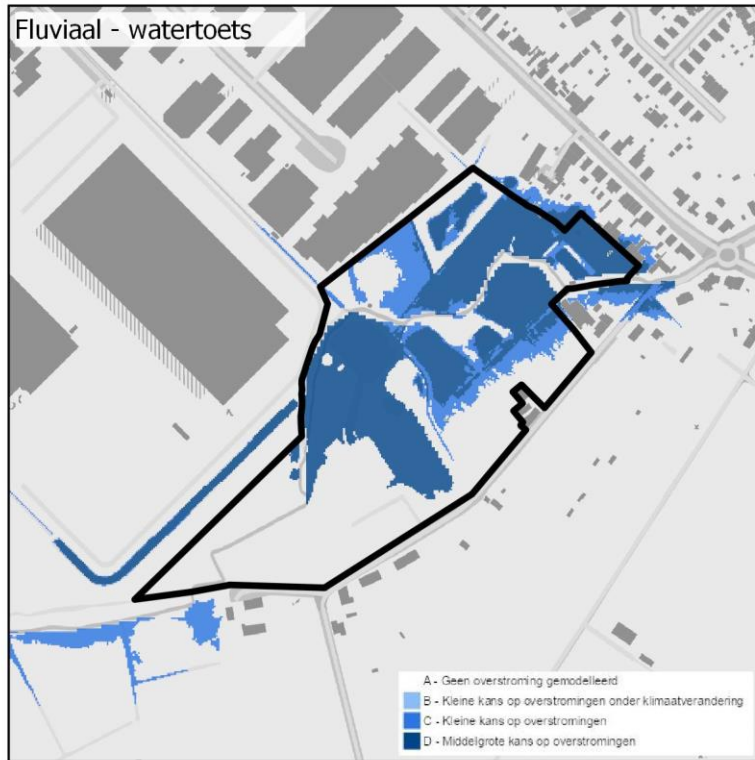 Fluviaal - watertoets
A - Geen overstroming gemodelleerd
B - Kleine kans op overstromingen onder klimaatverandering
C - Kleine kans op overstromingen
D - Middelgrote kans op overstromingen